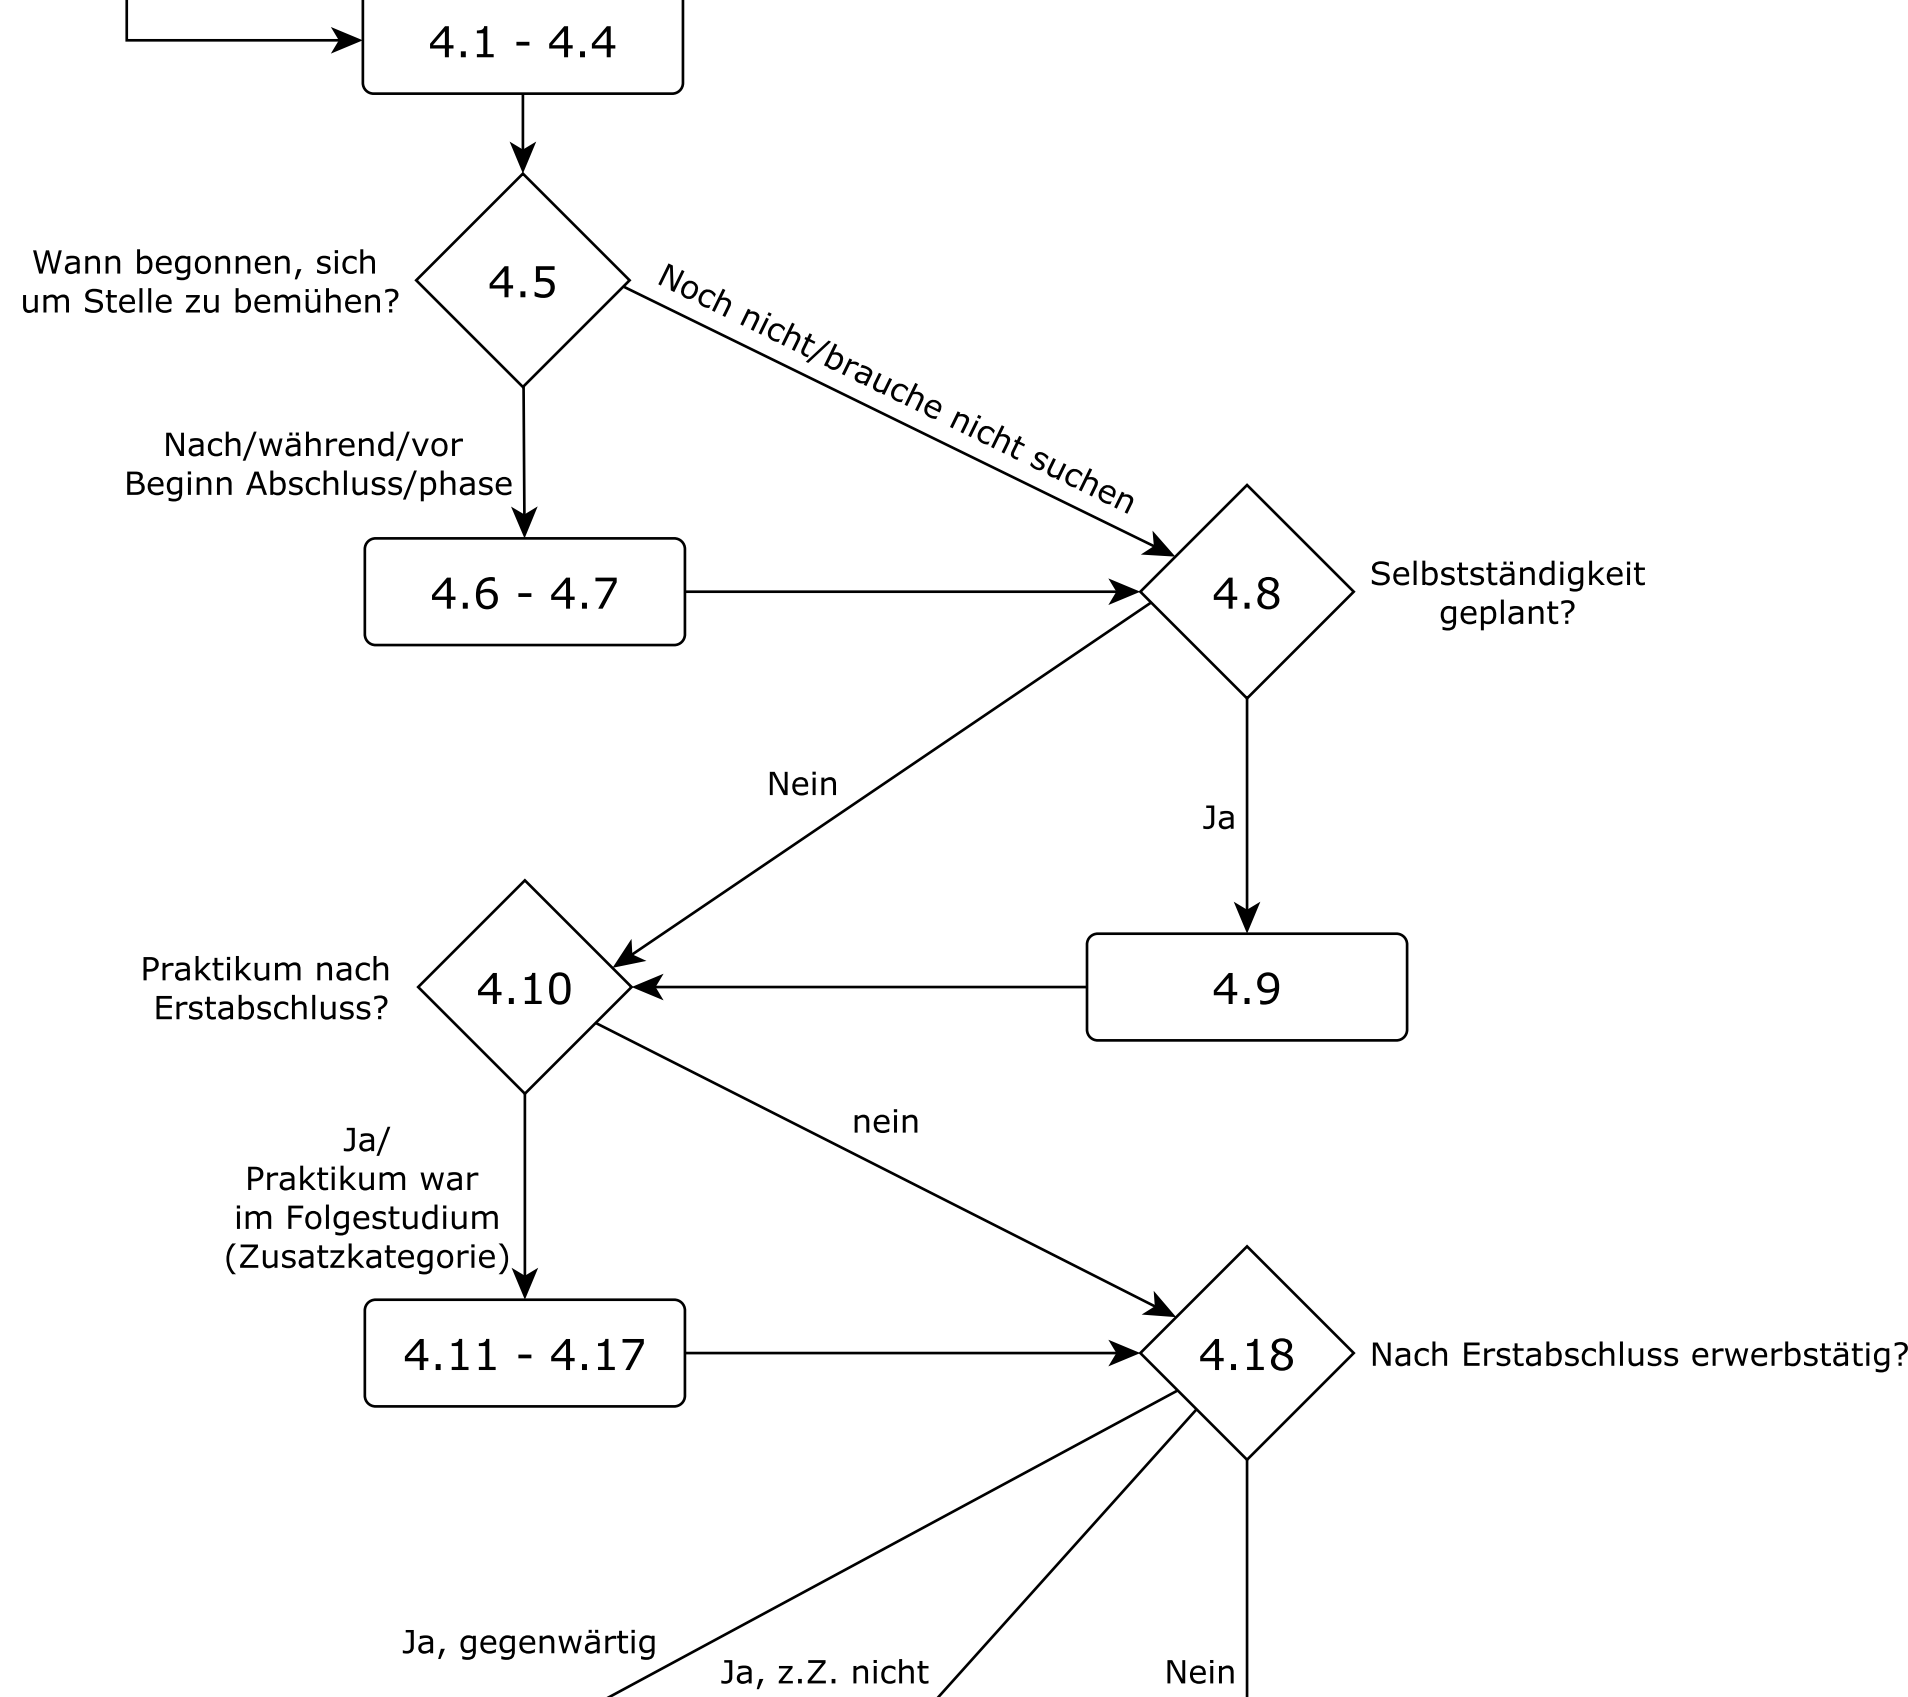 4.1 - 4.4
Wann begonnen, sich
um Stelle zu bemühen?
4.5
Noch nicht/brauche nicht suchen
Nach/während/vor
Beginn Abschluss/phase
4.6 - 4.7
4.8
Selbstständigkeit
geplant?
Nein
Ja
Praktikum nach
Erstabschluss?
4.10
4.9
nein
Ja/
Praktikum war
im Folgestudium
(Zusatzkategorie)
4.11 - 4.17
4.18
Nach Erstabschluss erwerbstätig?
Ja, gegenwärtig
Ja, z.Z. nicht
Nein